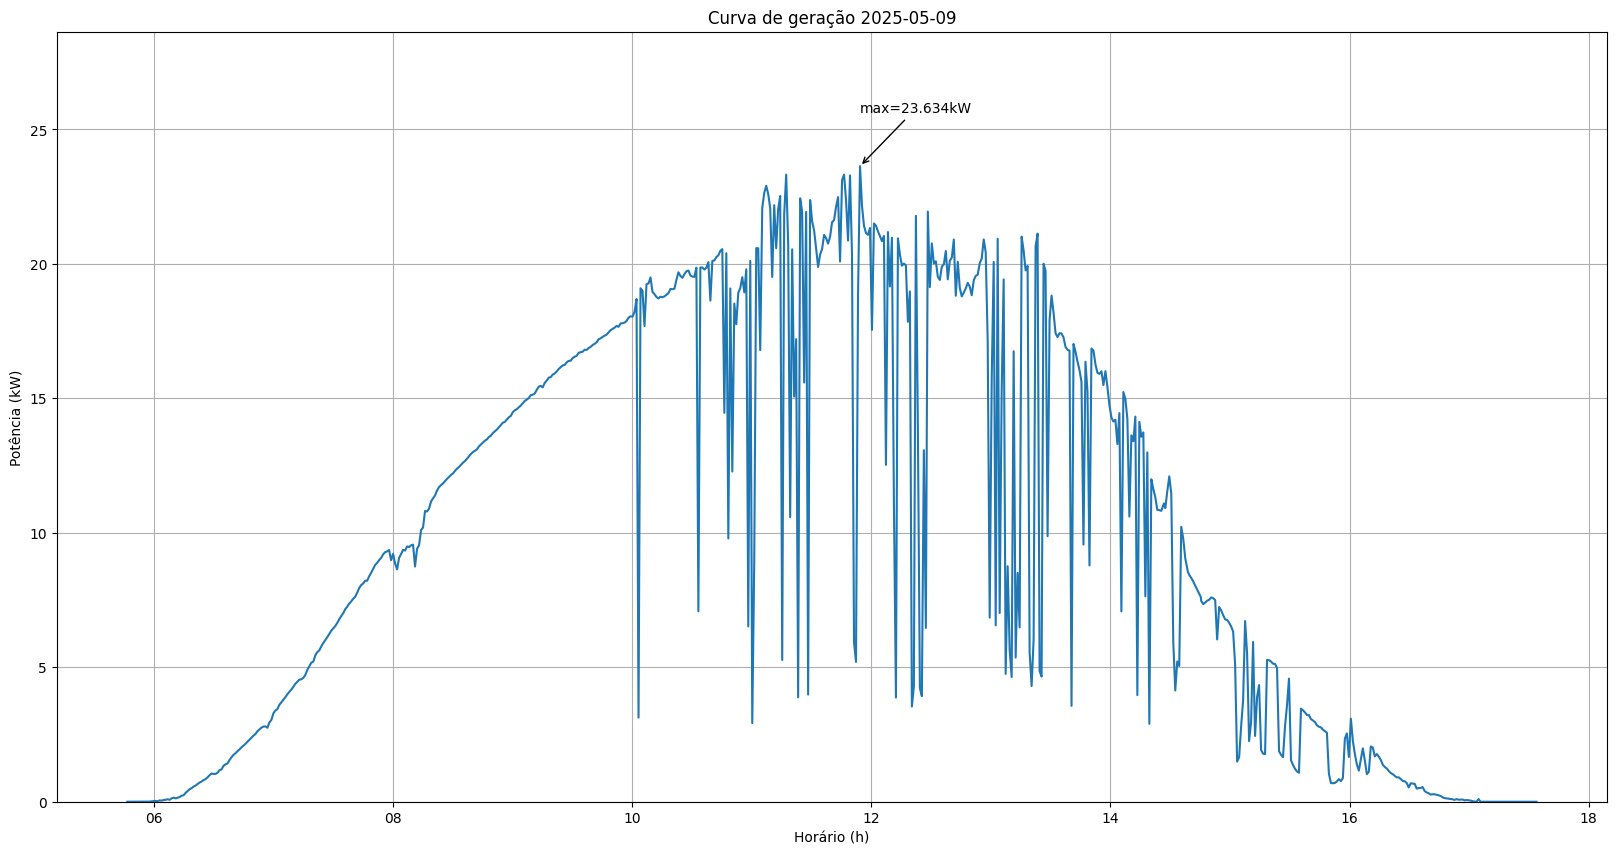 Curva de geração 2025-05-09
max=23.634kW
25
20
15
10
5
0
Potência (kW)
06 08 10 12 14 16 18
Horário (h)